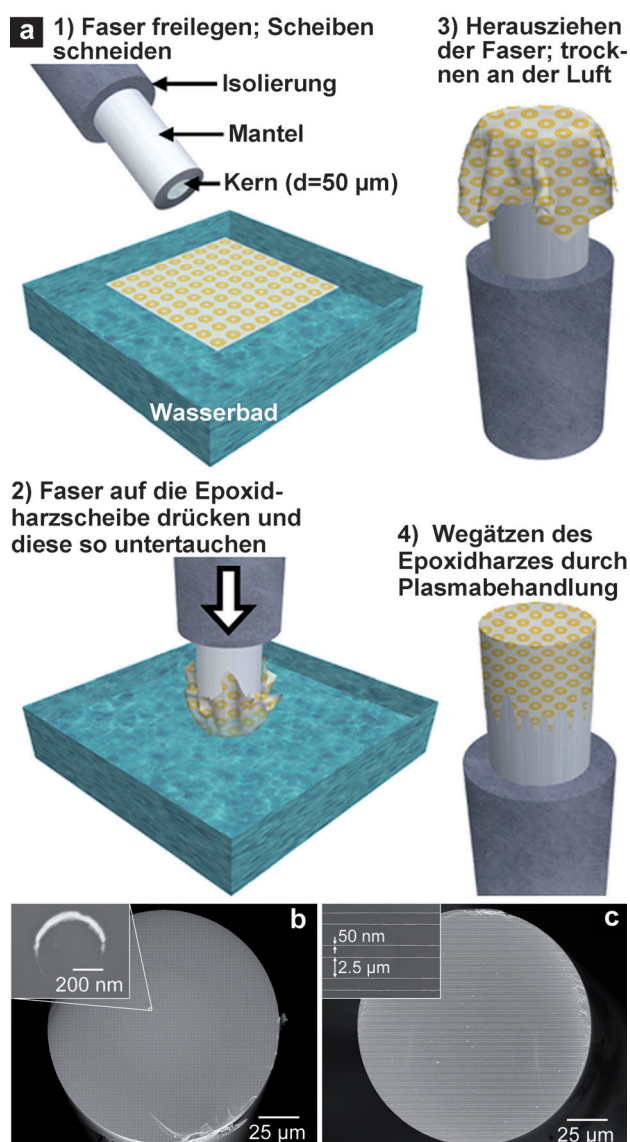 a
1) Faser freilegen; Scheiben
schneiden
Isolierung
Mantel
Kern (d=50 µm)
Wasserbad
2) Faser auf die Epoxid-
harzscheibe drücken und
diese so untertauchen
3) Herausziehen
der Faser; trock-
nen an der Luft
4) Wegätzen des
Epoxidharzes durch
Plasmabehandlung
b
200 nm
25 µm
c
50 nm
2.5 µm
25 µm